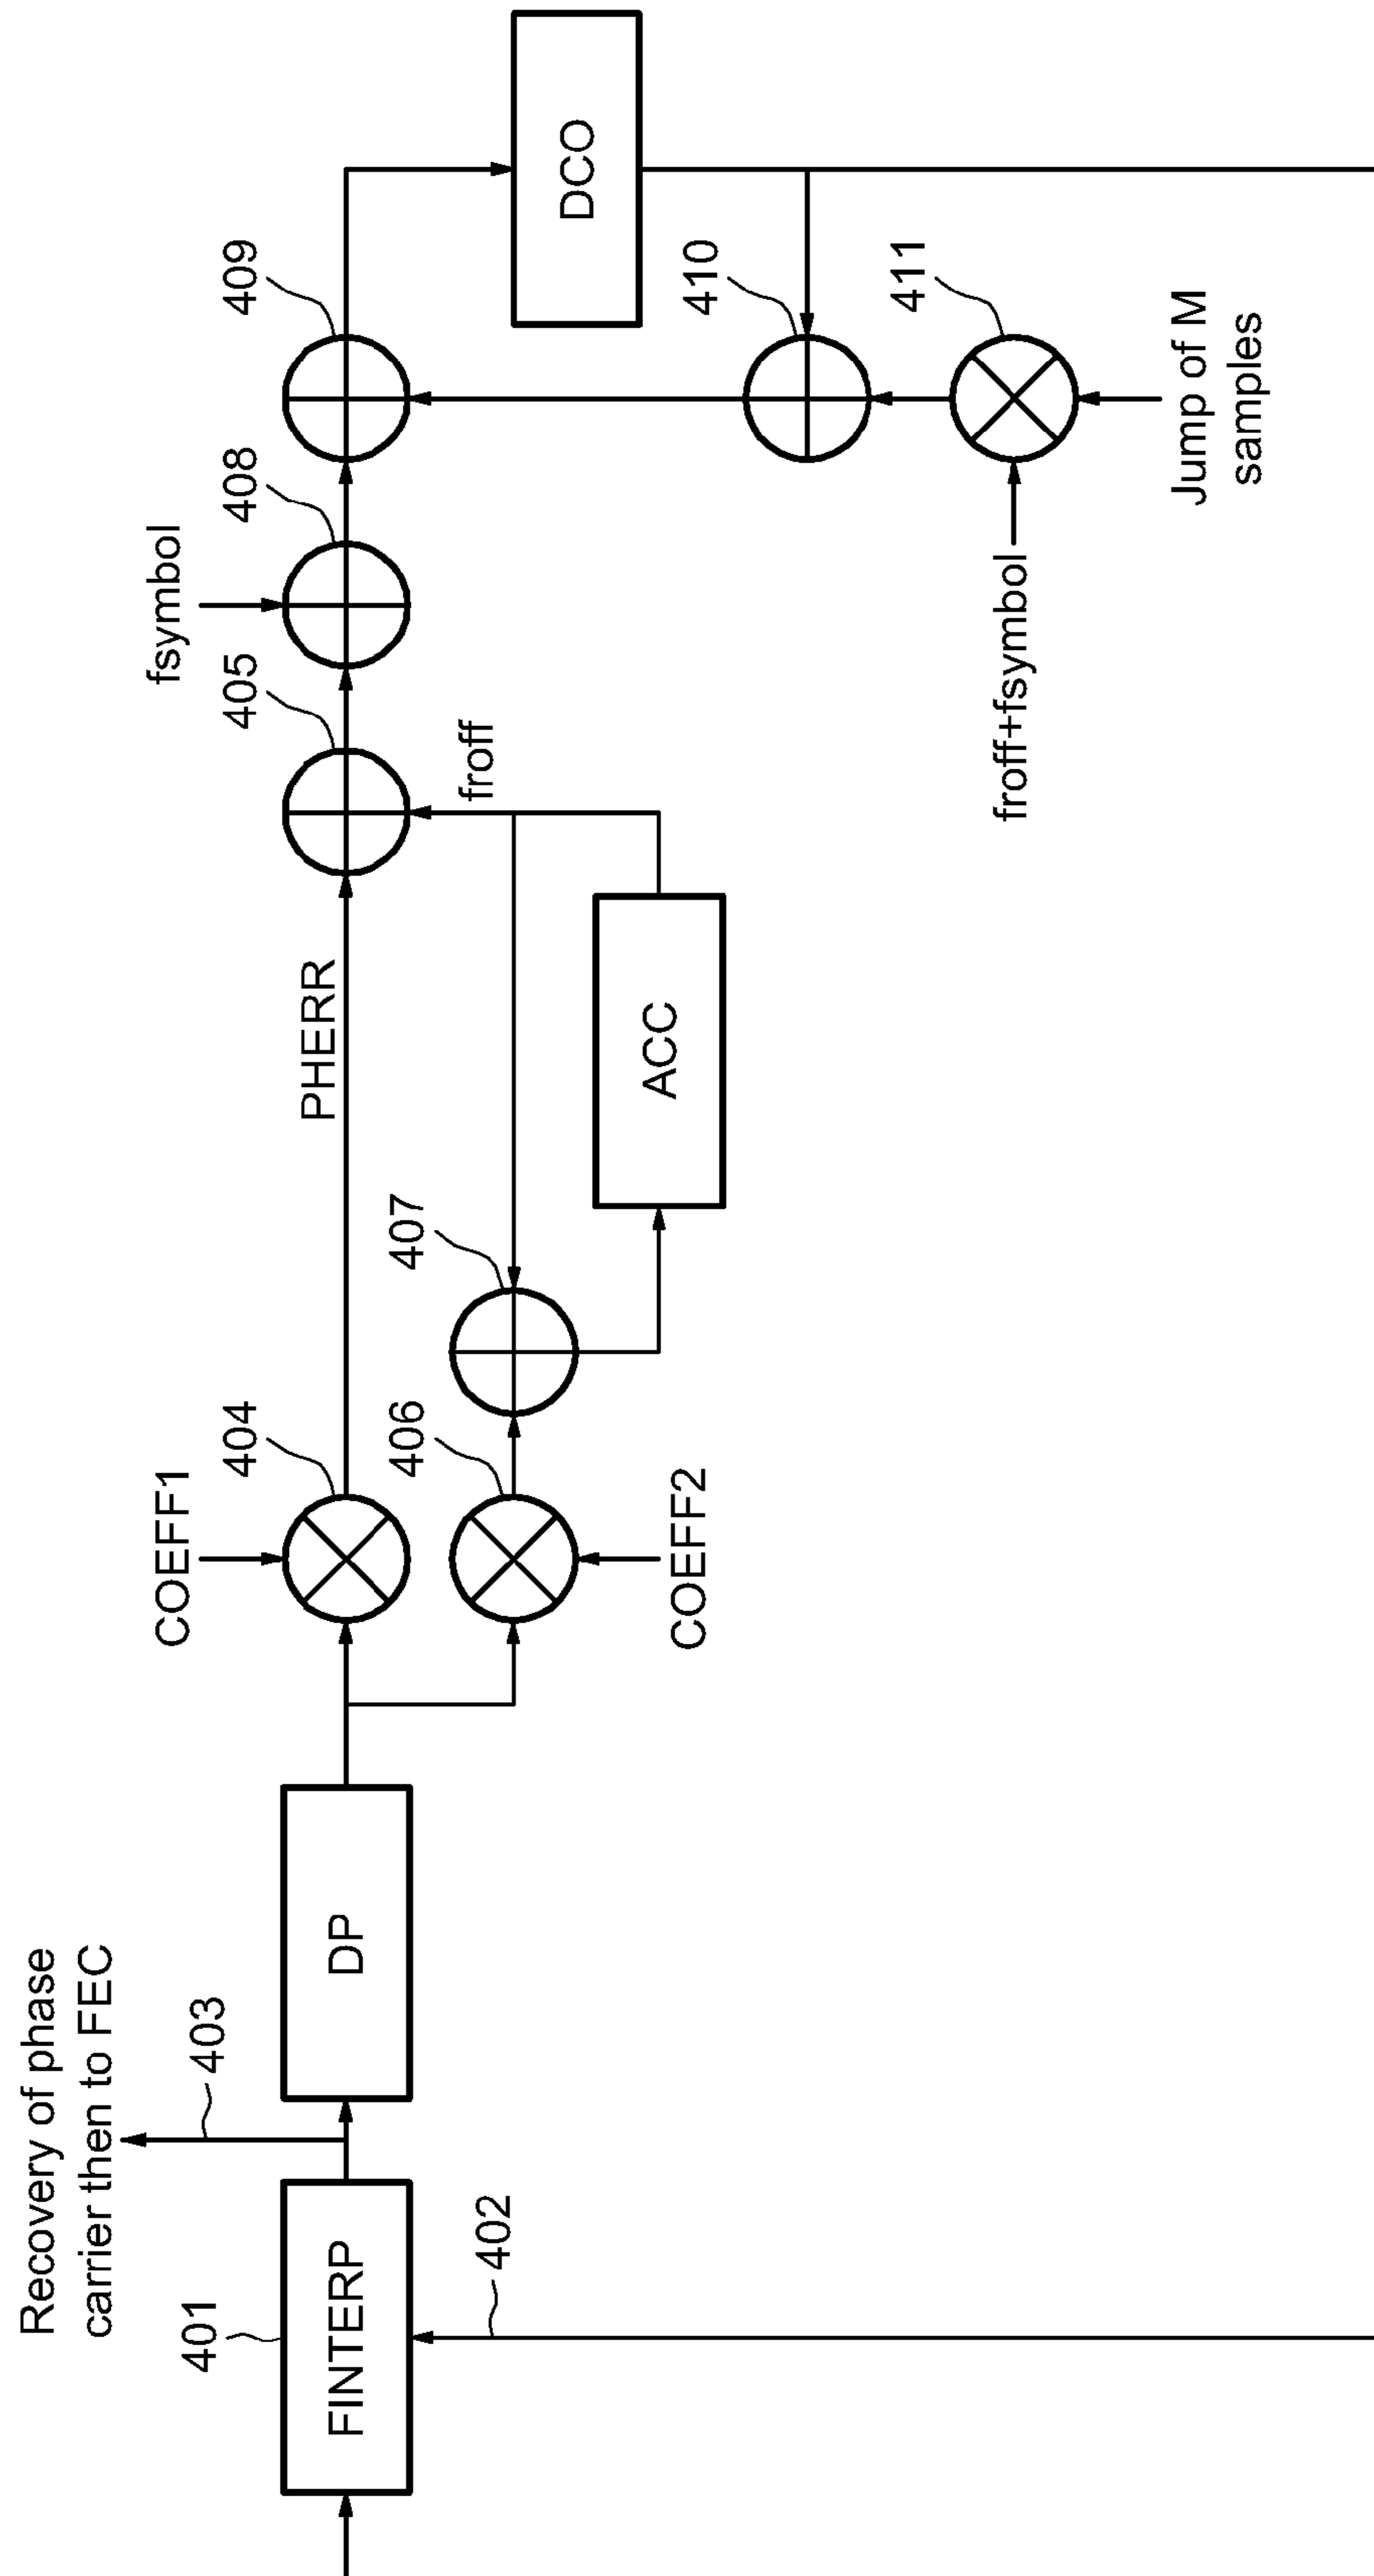 Recovery of phase
carrier then to FEC
401
FINTERP
402
403
DP
COEFF1
404
406
COEFF2
407
PHERR
ACC
froff
405
fsymbol
408
409
DCO
410
411
froff+fsymbol
Jump of M
samples